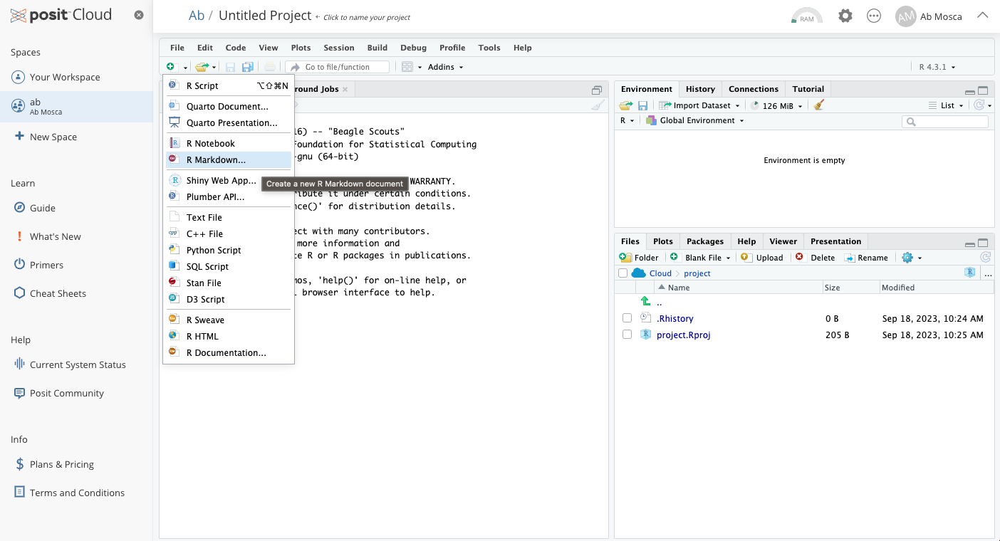 posit Cloud
Ab / Untitled Project ← Click to name your project
RAM
AM Ab Mosca
Spaces
Your Workspace
ab
Ab Mosca
New Space
Learn
Guide
What's New
Primers
Cheat Sheets
Help
Current System Status
Posit Community
Info
Plans & Pricing
Terms and Conditions
File Edit Code View Plots Session Build Debug Profile Tools Help
Go to file/function
Addins
R 4.3.1
R Script ⌥⇧⌘N
Quarto Document...
Quarto Presentation...
R Notebook
R Markdown...
Shiny Web App...
Plumber API...
Text File
C++ File
Python Script
SQL Script
Stan File
D3 Script
R Sweave
R HTML
R Documentation...
Create a new R Markdown document
round Jobs
16) -- "Beagle Scouts"
Foundation for Statistical Computing
-gnu (64-bit)
WARRANTY.
ribute it under certain conditions.
nce()' for distribution details.
ect with many contributors.
more information and
te R or R packages in publications.
mos, 'help()' for on-line help, or
browser interface to help.
Environment History Connections Tutorial
Import Dataset 126 MiB List
R Global Environment
Environment is empty
Files Plots Packages Help Viewer Presentation
Folder Blank File Upload Delete Rename
Cloud project ...
Name Size Modified
..
.Rhistory 0 B Sep 18, 2023, 10:24 AM
project.Rproj 205 B Sep 18, 2023, 10:25 AM